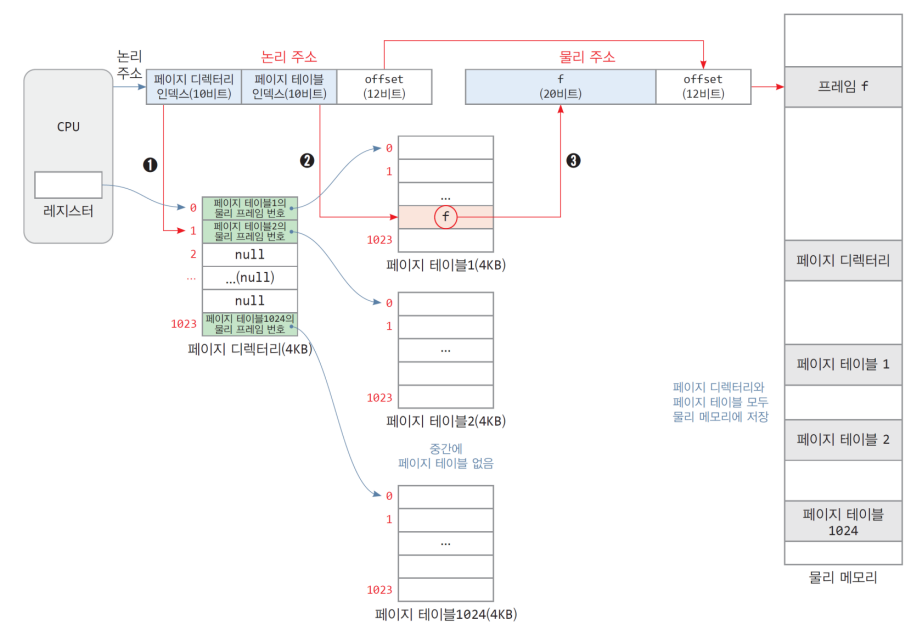 논리
주소
논리 주소
물리 주소
페이지 디렉터리
인덱스(10비트)
페이지 테이블
인덱스(10비트)
offset
(12비트)
f
(20비트)
offset
(12비트)
프레임 f
CPU
레지스터
❶
❷
❸
0
1
2
...
1023
페이지 테이블1의
물리 프레임 번호
페이지 테이블2의
물리 프레임 번호
null
...(null)
null
페이지 테이블1024의
물리 프레임 번호
페이지 디렉터리(4KB)
0
1
...
f
1023
페이지 테이블1(4KB)
0
1
...
1023
페이지 테이블2(4KB)
중간에
페이지 테이블 없음
0
1
...
1023
페이지 테이블1024(4KB)
페이지 디렉터리와
페이지 테이블 모두
물리 메모리에 저장
페이지 디렉터리
페이지 테이블 1
페이지 테이블 2
페이지 테이블
1024
물리 메모리